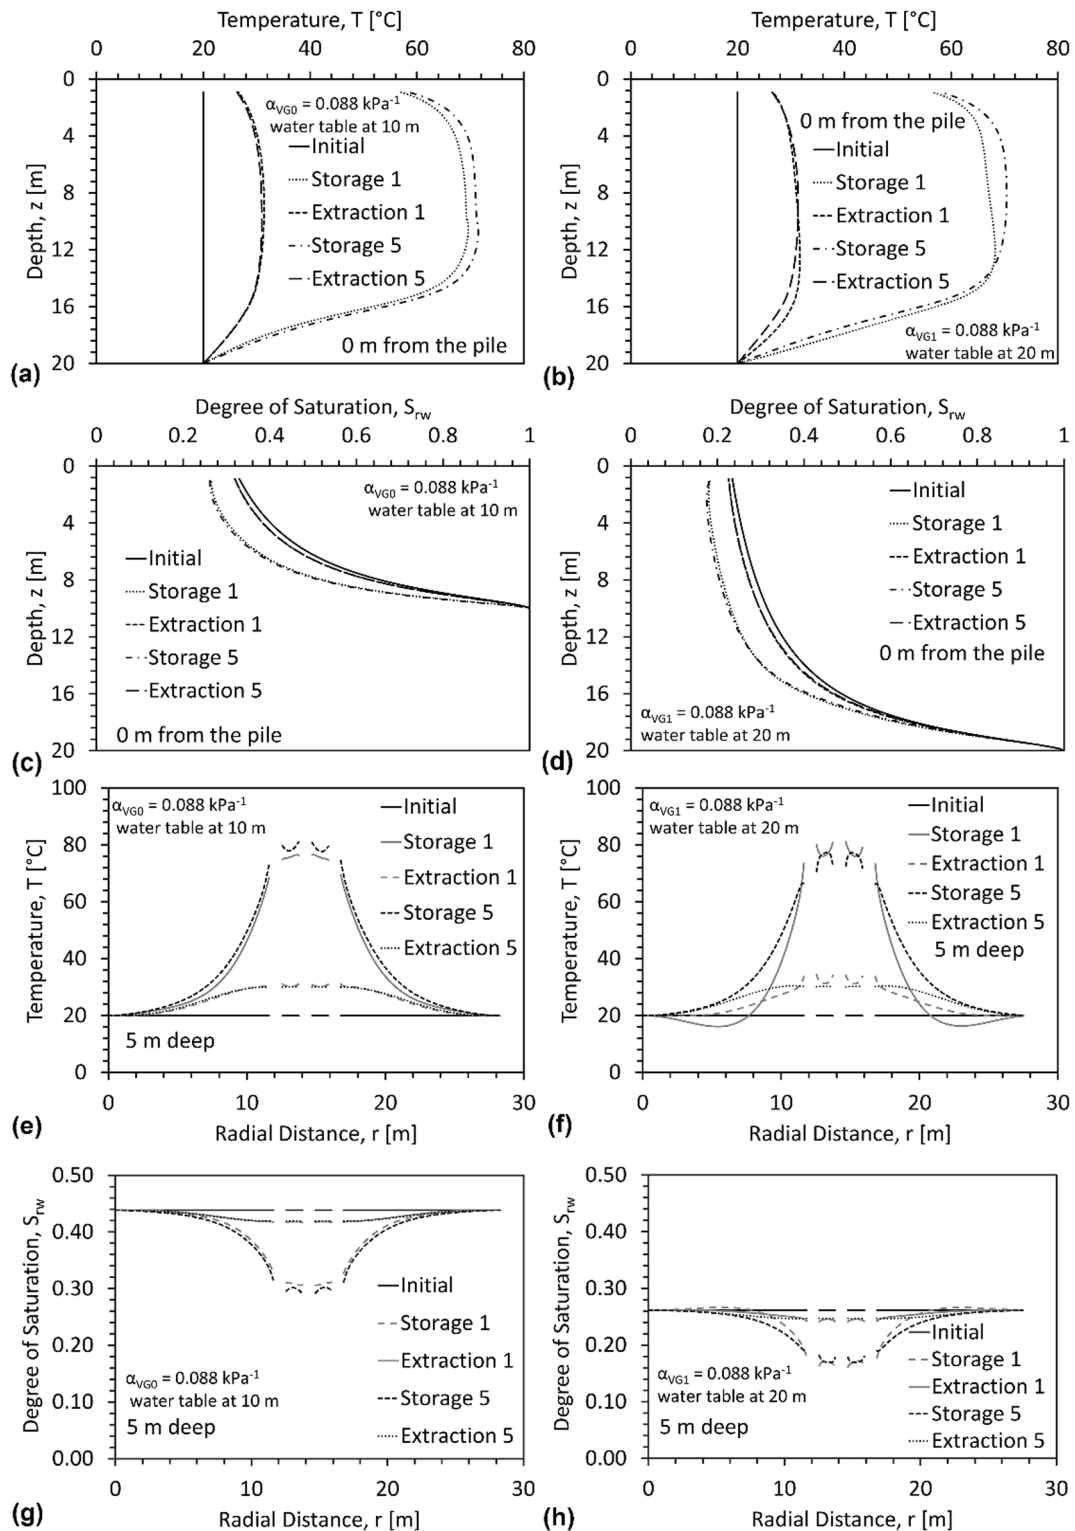 Temperature, T [°C]
0 20 40 60 80
0
4
8
12
16
20
Depth, z [m]
α_VG0 = 0.088 kPa⁻¹
water table at 10 m
Initial
Storage 1
Extraction 1
Storage 5
Extraction 5
0 m from the pile
(a)
Temperature, T [°C]
0 20 40 60 80
0
4
8
12
16
20
Depth, z [m]
0 m from the pile
Initial
Storage 1
Extraction 1
Storage 5
Extraction 5
α_VG1 = 0.088 kPa⁻¹
water table at 20 m
(b)
Degree of Saturation, S_rw
0 0.2 0.4 0.6 0.8 1
0
4
8
12
16
20
Depth, z [m]
α_VG0 = 0.088 kPa⁻¹
water table at 10 m
Initial
Storage 1
Extraction 1
Storage 5
Extraction 5
0 m from the pile
(c)
Degree of Saturation, S_rw
0 0.2 0.4 0.6 0.8 1
0
4
8
12
16
20
Depth, z [m]
Initial
Storage 1
Extraction 1
Storage 5
Extraction 5
0 m from the pile
α_VG1 = 0.088 kPa⁻¹
water table at 20 m
(d)
100
80
60
40
20
0
Temperature, T [°C]
α_VG0 = 0.088 kPa⁻¹
water table at 10 m
Initial
Storage 1
Extraction 1
Storage 5
Extraction 5
5 m deep
0 10 20 30
Radial Distance, r [m]
(e)
100
80
60
40
20
0
Temperature, T [°C]
α_VG1 = 0.088 kPa⁻¹
water table at 20 m
Initial
Storage 1
Extraction 1
Storage 5
Extraction 5
5 m deep
0 10 20 30
Radial Distance, r [m]
(f)
0.50
0.40
0.30
0.20
0.10
0.00
Degree of Saturation, S_rw
Initial
Storage 1
Extraction 1
Storage 5
Extraction 5
α_VG0 = 0.088 kPa⁻¹
water table at 10 m
5 m deep
0 10 20 30
Radial Distance, r [m]
(g)
0.50
0.40
0.30
0.20
0.10
0.00
Degree of Saturation, S_rw
Initial
Storage 1
Extraction 1
Storage 5
Extraction 5
α_VG1 = 0.088 kPa⁻¹
water table at 20 m
5 m deep
0 10 20 30
Radial Distance, r [m]
(h)